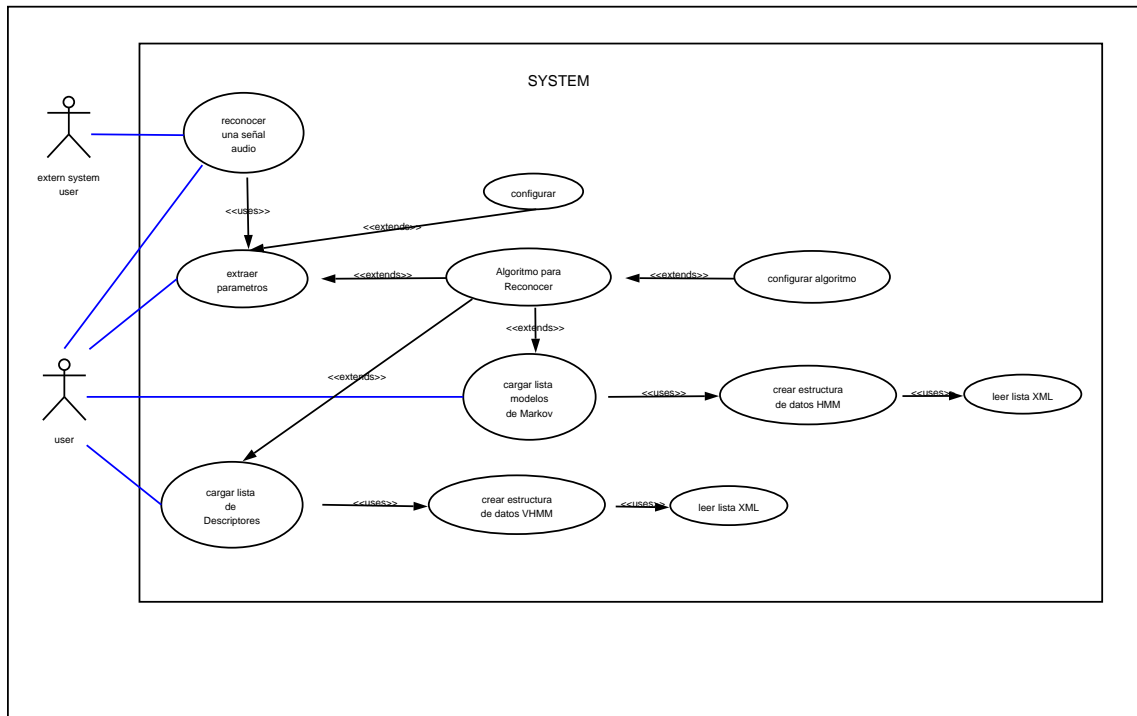 SYSTEM
reconocer
una señal
audio
extern system
user
configurar
<<uses>>
<<extends>>
extraer
parametros
<<extends>>
Algoritmo para
Reconocer
<<extends>>
configurar algoritmo
<<extends>>
<<extends>>
cargar lista
modelos
de Markov
<<uses>>
crear estructura
de datos HMM
<<uses>>
leer lista XML
user
cargar lista
de
Descriptores
<<uses>>
crear estructura
de datos VHMM
<<uses>>
leer lista XML